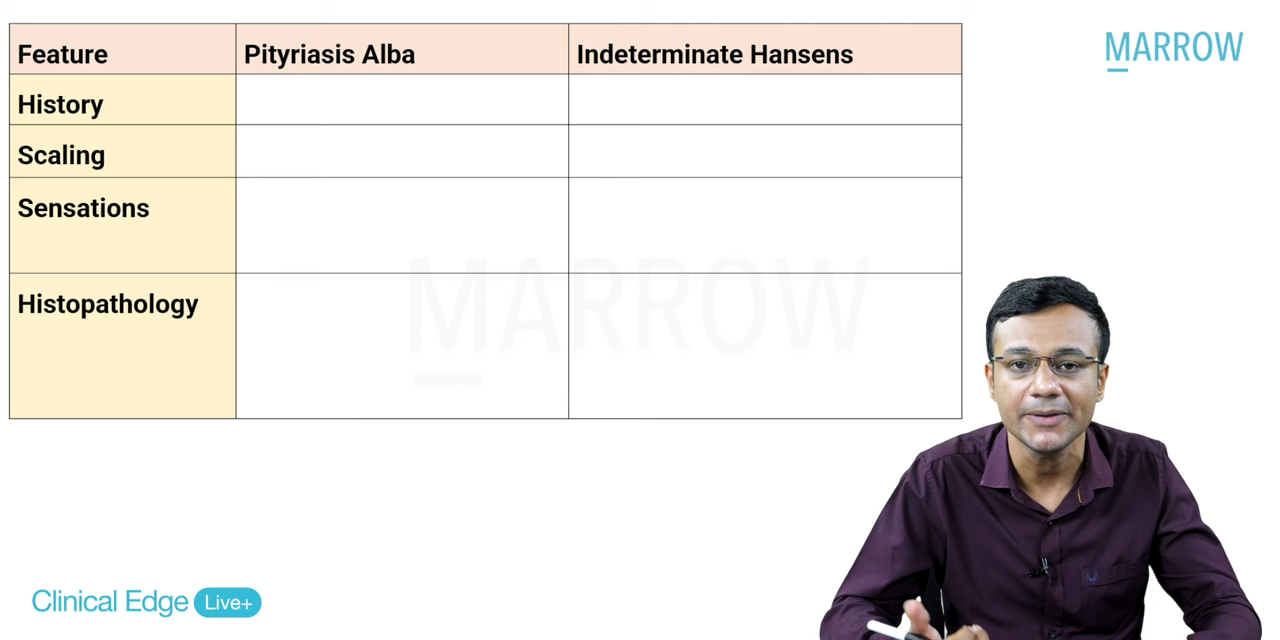 Feature Pityriasis Alba Indeterminate Hansens
MARROW
History
Scaling
Sensations
Histopathology
MARROW
Clinical Edge Live+